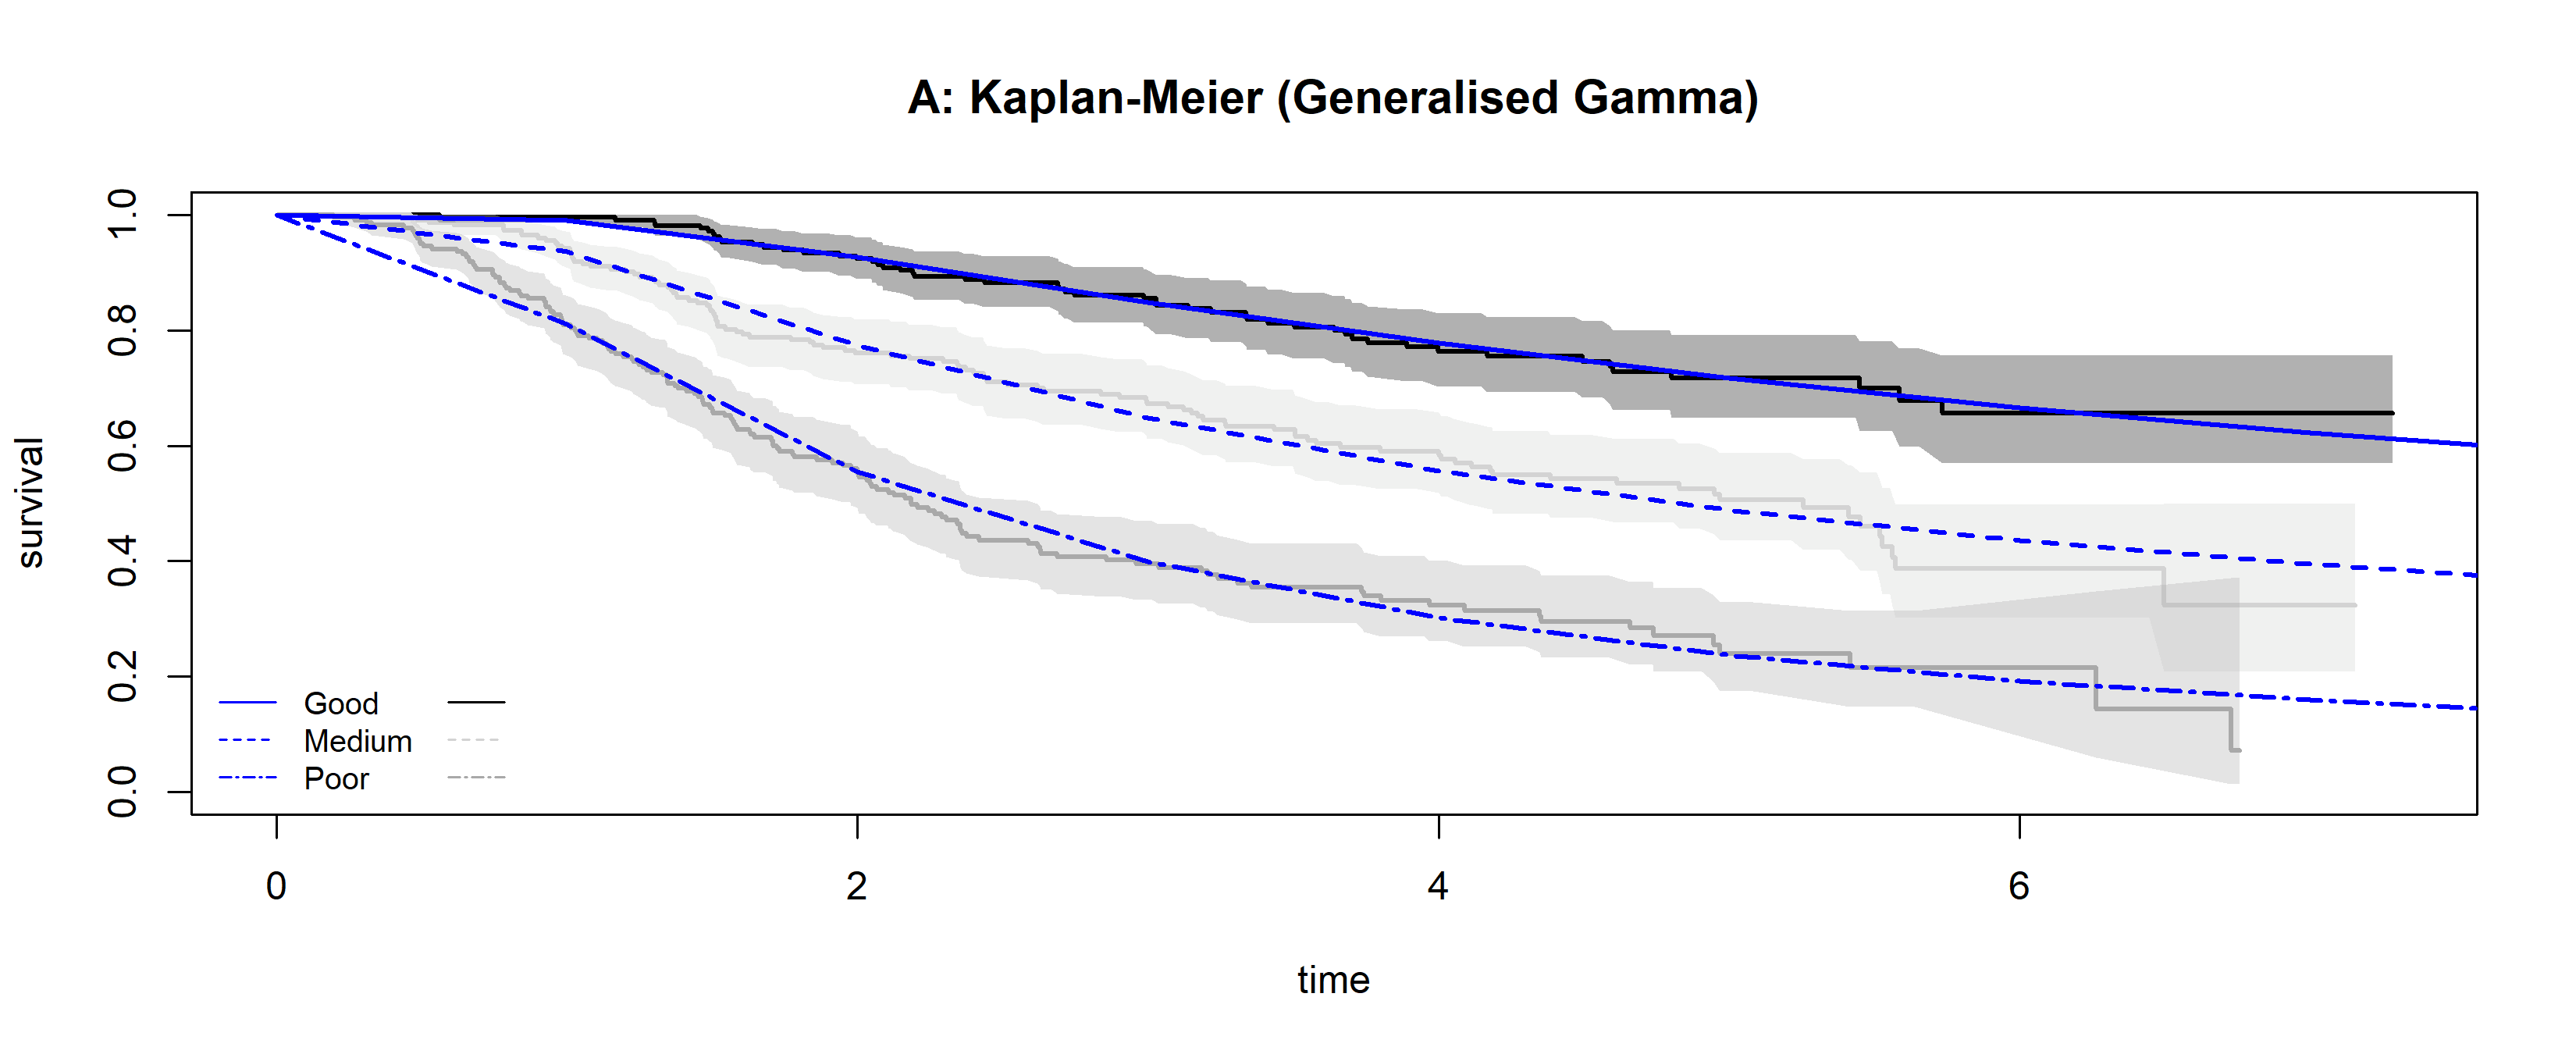 A: Kaplan-Meier (Generalised Gamma)
survival
1.0
0.8
0.6
0.4
0.2
0.0
Good
Medium
Poor
0 2 4 6
time